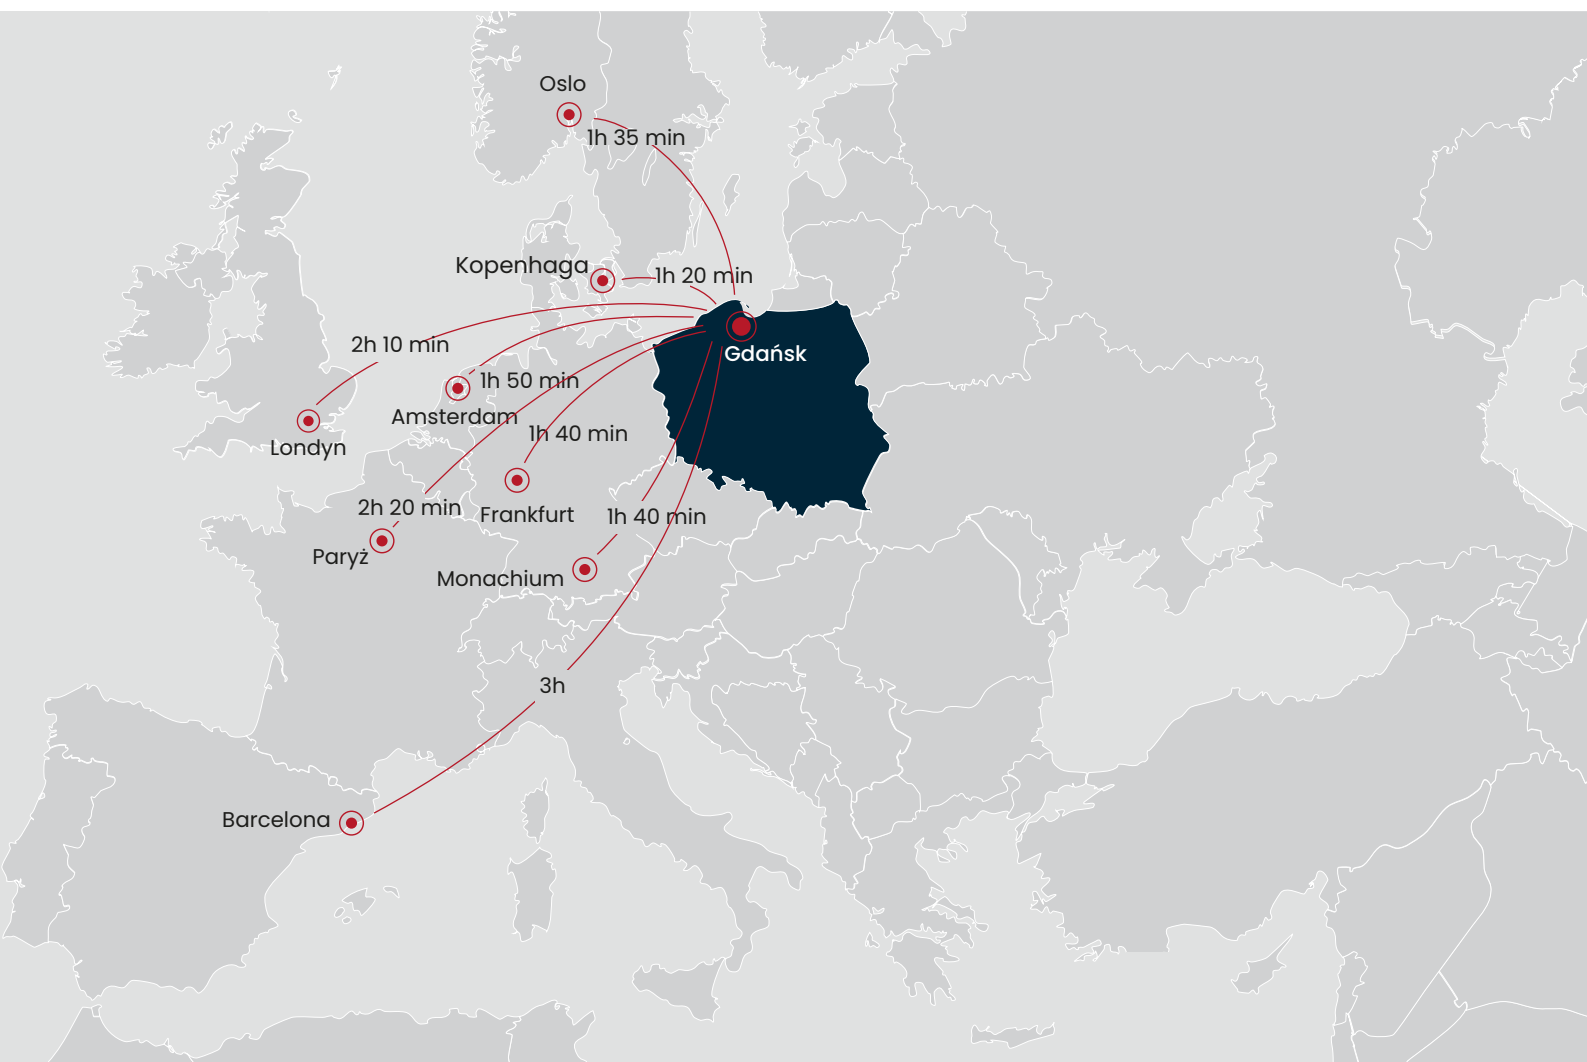 Oslo
1h 35 min
Kopenhaga
1h 20 min
2h 10 min
Gdańsk
1h 50 min
Amsterdam
1h 40 min
Londyn
2h 20 min
Frankfurt
1h 40 min
Paryż
Monachium
3h
Barcelona